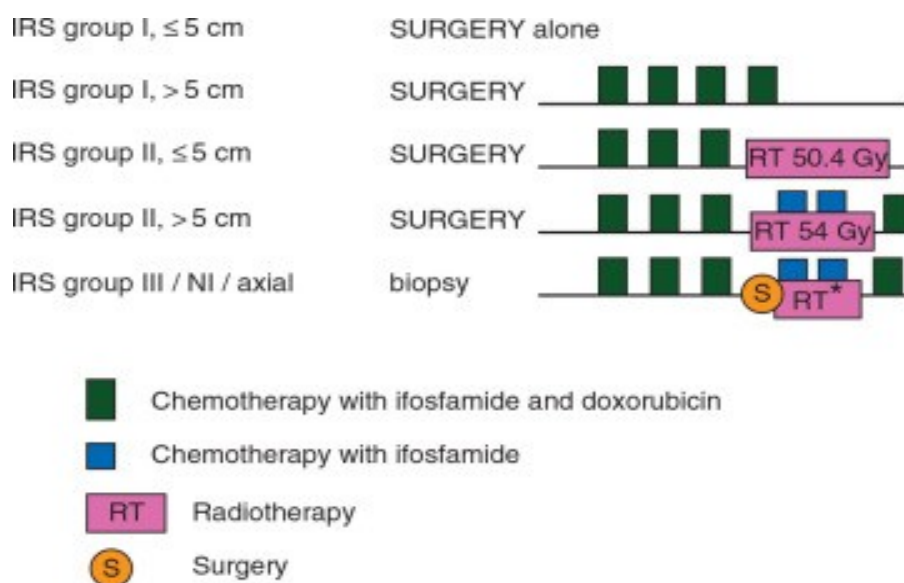 IRS group I, ≤ 5 cm SURGERY alone
IRS group I, > 5 cm SURGERY
IRS group II, ≤ 5 cm SURGERY RT 50.4 Gy
IRS group II, > 5 cm SURGERY RT 54 Gy
IRS group III / NI / axial biopsy S RT*
Chemotherapy with ifosfamide and doxorubicin
Chemotherapy with ifosfamide
RT Radiotherapy
S Surgery